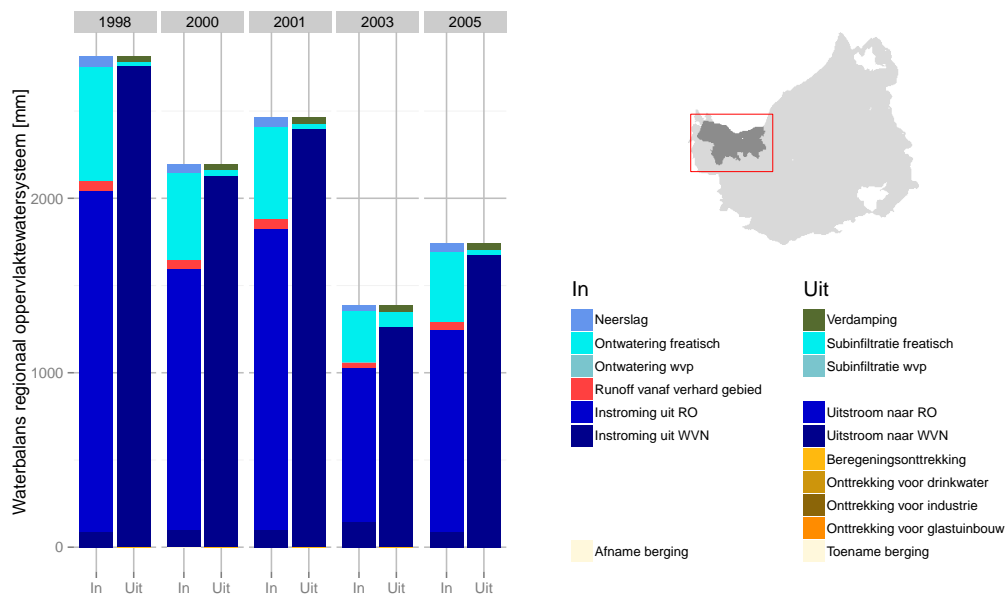 1998
2000
2001
2003
2005
Waterbalans regionaal oppervlaktewatersysteem [mm]
2000
1000
0
In
Uit
In
Uit
In
Uit
In
Uit
In
Uit
In
Neerslag
Ontwatering freatisch
Ontwatering wvp
Runoff vanaf verhard gebied
Instroming uit RO
Instroming uit WVN
Afname berging
Uit
Verdamping
Subinfiltratie freatisch
Subinfiltratie wvp
Uitstroom naar RO
Uitstroom naar WVN
Beregeningsonttrekking
Onttrekking voor drinkwater
Onttrekking voor industrie
Onttrekking voor glastuinbouw
Toename berging